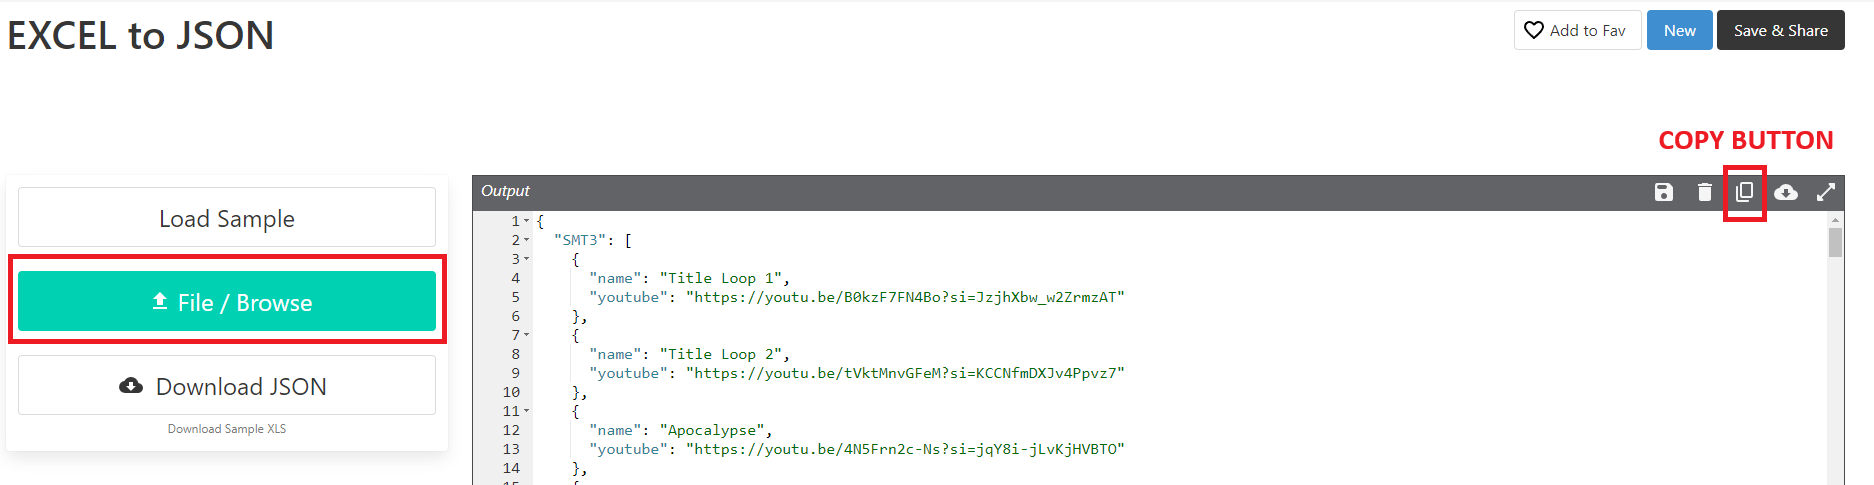 EXCEL to JSON
Add to Fav
New
Save & Share
COPY BUTTON
Load Sample
File / Browse
Download JSON
Download Sample XLS
Output
1 {
2 "SMT3": [
3 {
4 "name": "Title Loop 1",
5 "youtube": "https://youtu.be/B0kzF7FN4Bo?si=JzjhXbw_w2ZrmzAT"
6 },
7 {
8 "name": "Title Loop 2",
9 "youtube": "https://youtu.be/tVktMnvGFeM?si=KCCNfmDXJv4Ppvz7"
10 },
11 {
12 "name": "Apocalypse",
13 "youtube": "https://youtu.be/4N5Frn2c-Ns?si=jqY8i-jLvKjHVBTO"
14 },
15 {